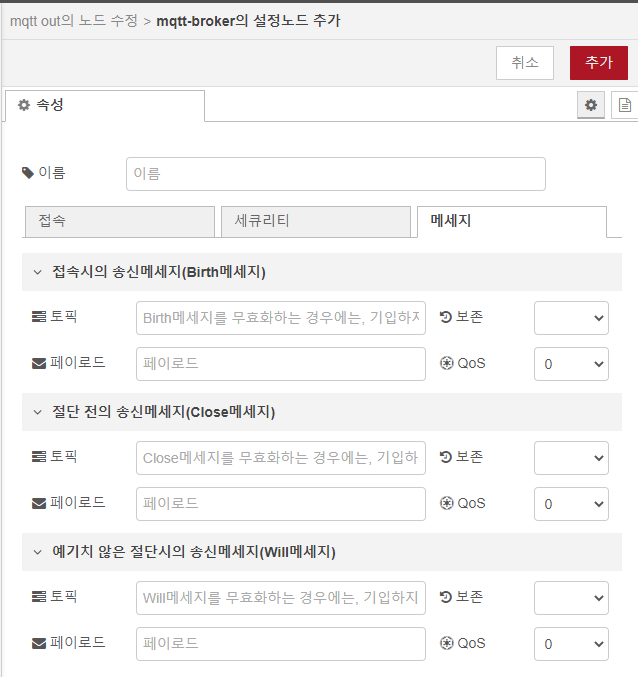 mqtt out의 노드 수정 > mqtt-broker의 설정노드 추가
취소 추가
속성
이름 이름
접속 세큐리티 메세지
접속시의 송신메세지(Birth메세지)
토픽 Birth메세지를 무효화하는 경우에는, 기입하지 보존
페이로드 페이로드 QoS 0
절단 전의 송신메세지(Close메세지)
토픽 Close메세지를 무효화하는 경우에는, 기입하 보존
페이로드 페이로드 QoS 0
예기치 않은 절단시의 송신메세지(Will메세지)
토픽 Will메세지를 무효화하는 경우에는, 기입하지 보존
페이로드 페이로드 QoS 0